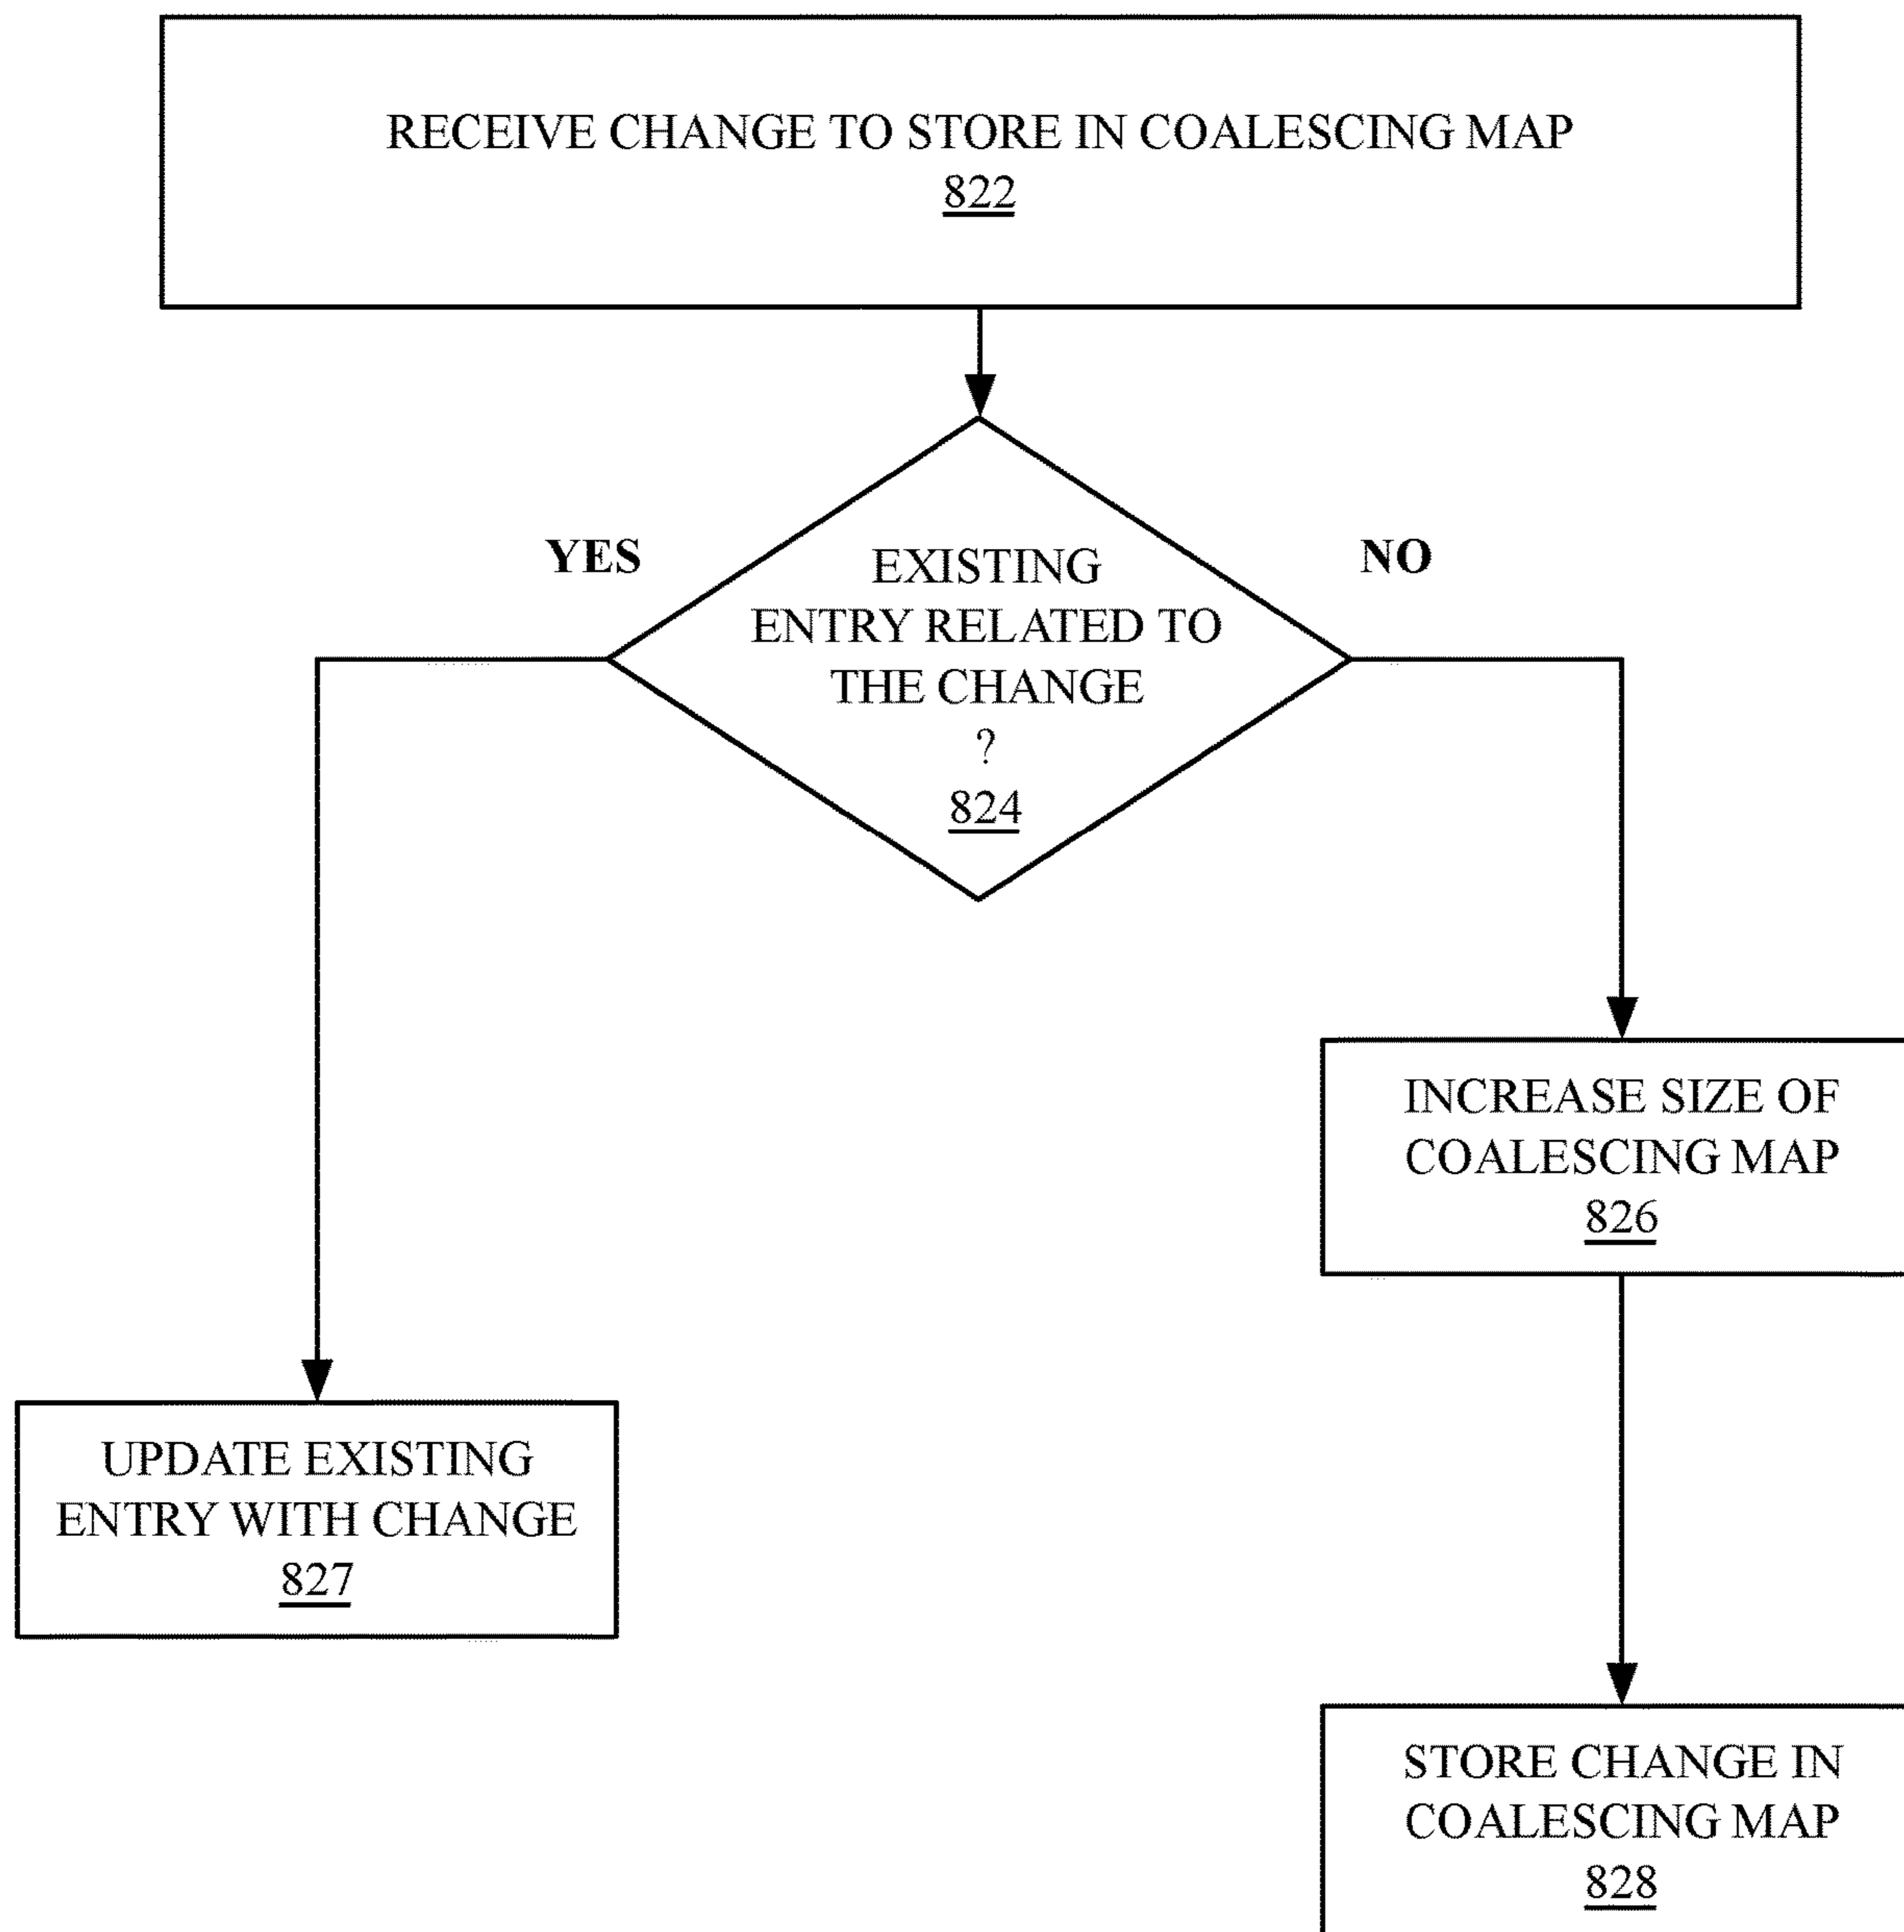 RECEIVE CHANGE TO STORE IN COALESCING MAP
822
YES
NO
EXISTING
ENTRY RELATED TO
THE CHANGE
?
824
INCREASE SIZE OF
COALESCING MAP
826
UPDATE EXISTING
ENTRY WITH CHANGE
827
STORE CHANGE IN
COALESCING MAP
828